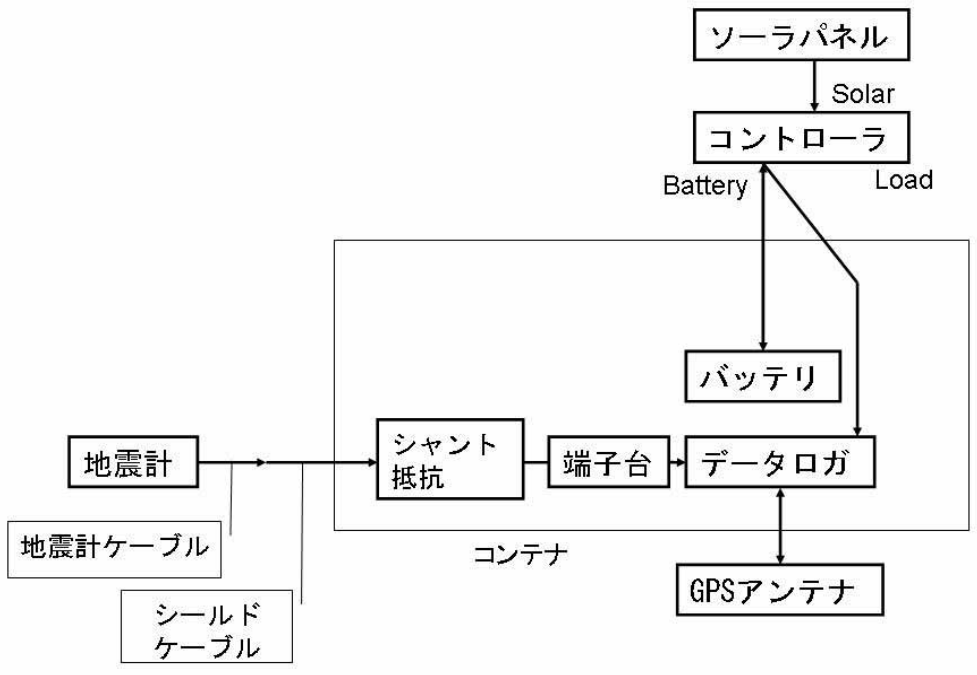 ソーラパネル
Solar
コントローラ
Battery
Load
バッテリ
地震計
シャント
抵抗
端子台
データロガ
地震計ケーブル
コンテナ
シールド
ケーブル
GPSアンテナ